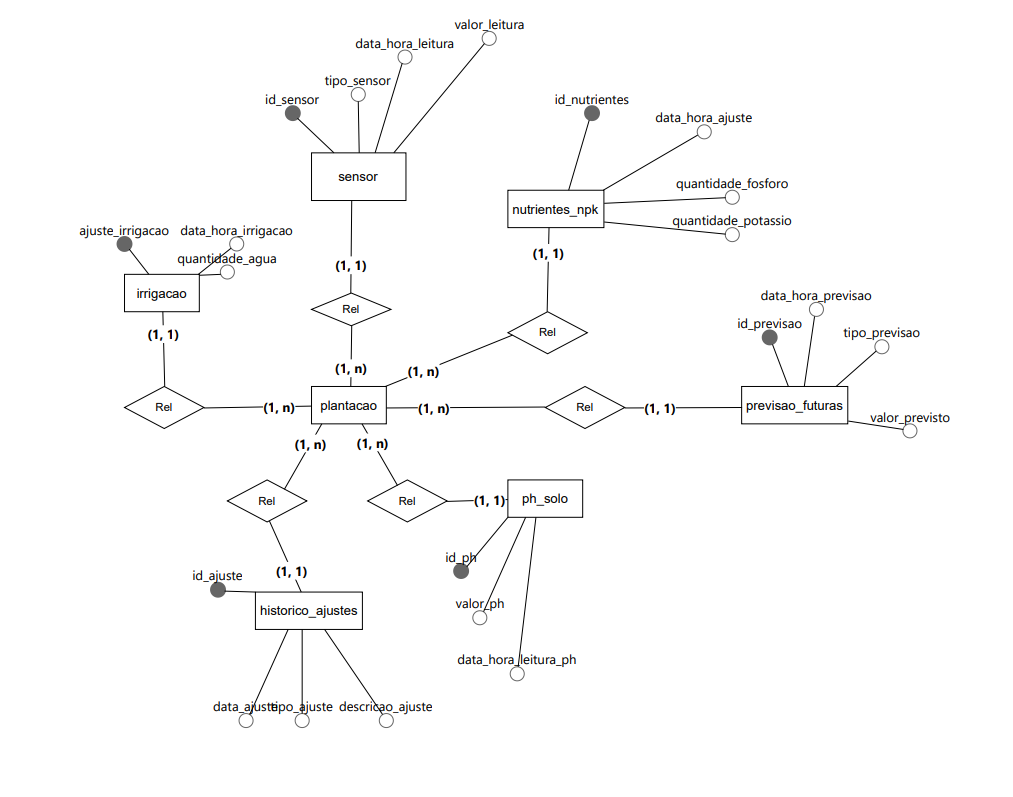 valor_leitura
data_hora_leitura
tipo_sensor
id_sensor
sensor
id_nutrientes
data_hora_ajuste
quantidade_fosforo
nutrientes_npk
quantidade_potassio
ajuste_irrigacao
data_hora_irrigacao
quantidade_agua
irrigacao
(1, 1)
(1, 1)
(1, 1)
Rel
Rel
data_hora_previsao
id_previsao
tipo_previsao
(1, n)
(1, n)
Rel
(1, n)
plantacao
(1, n)
Rel
(1, 1)
previsao_futuras
valor_previsto
(1, n)
(1, n)
Rel
Rel
(1, 1)
ph_solo
id_ph
(1, 1)
id_ajuste
valor_ph
historico_ajustes
data_hora_leitura_ph
data_ajuste
tipo_ajuste
descricao_ajuste